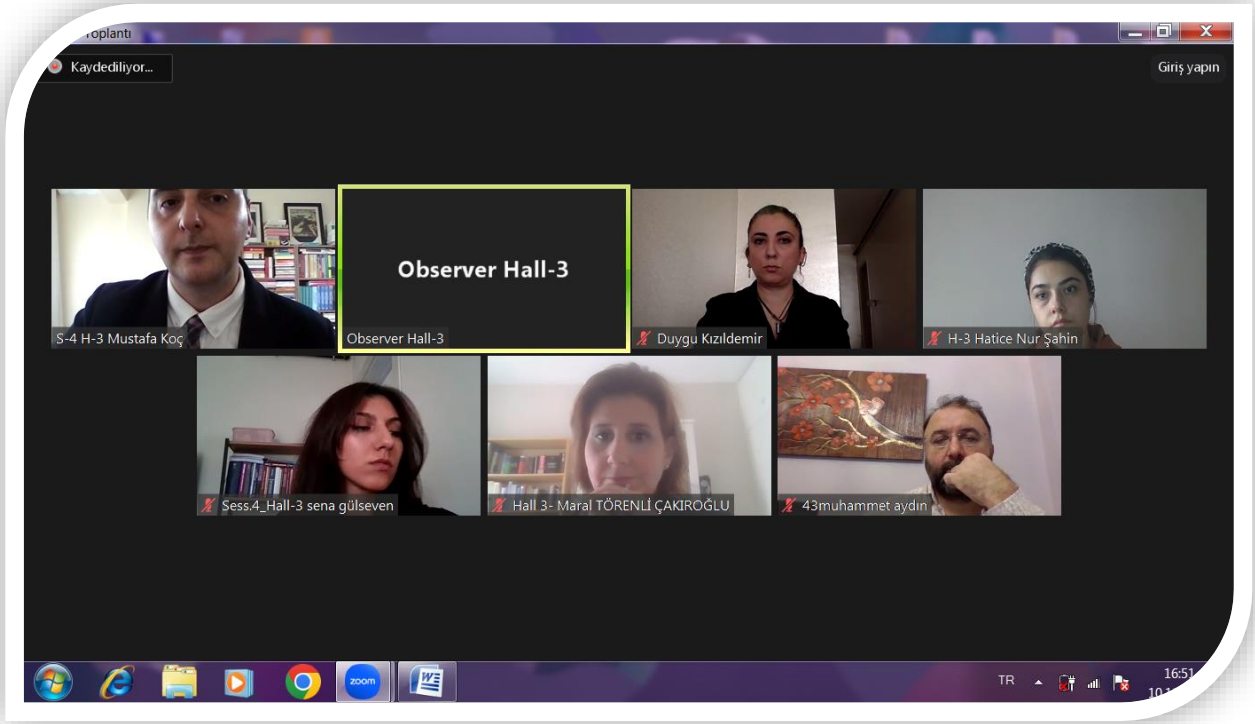 Toplantı
Kaydediliyor...
Giriş yapın
Observer Hall-3
S-4 H-3 Mustafa Koç
Observer Hall-3
Duygu Kızıldemir
H-3 Hatice Nur Şahin
Sess.4_Hall-3 sena gülseven
Hall 3- Maral TÖRENLİ ÇAKIROĞLU
43muhammet aydın
zoom
W
TR
16:51